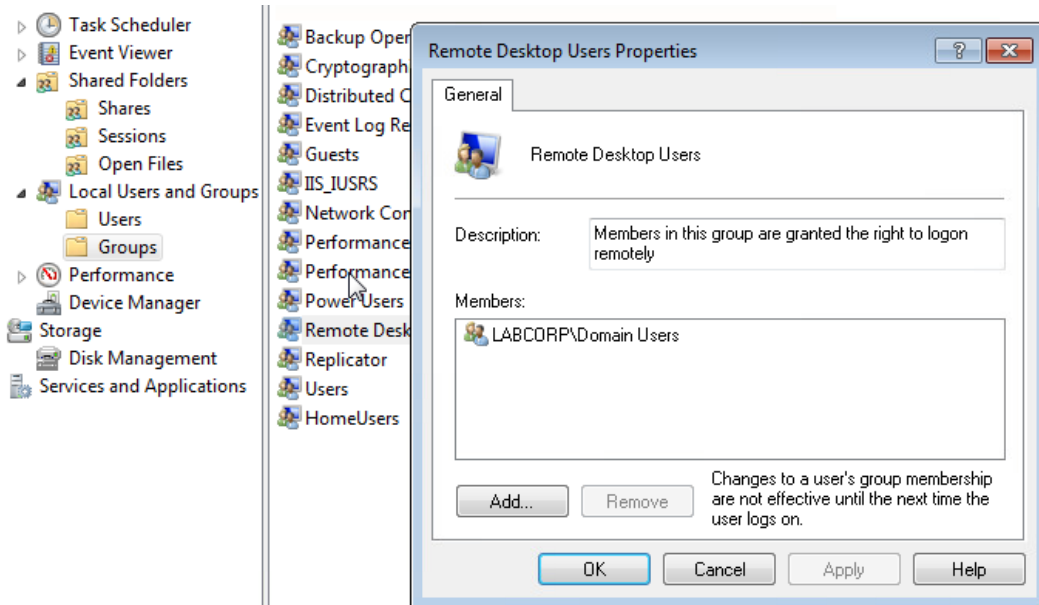 Task Scheduler
Event Viewer
Shared Folders
Shares
Sessions
Open Files
Local Users and Groups
Users
Groups
Performance
Device Manager
Storage
Disk Management
Services and Applications
Backup Oper
Cryptograph
Distributed C
Event Log Re
Guests
IIS_IUSRS
Network Con
Performance
Performance
Power Users
Remote Desk
Replicator
Users
HomeUsers
Remote Desktop Users Properties
General
Remote Desktop Users
Description:
Members in this group are granted the right to logon
remotely
Members:
LABCORP\Domain Users
Add...
Remove
Changes to a user's group membership
are not effective until the next time the
user logs on.
OK
Cancel
Apply
Help